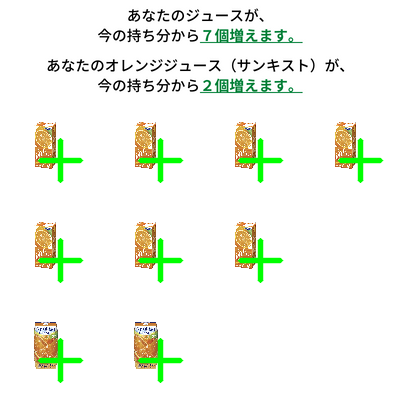 あなたのジュースが、
今の持ち分から７個増えます。
あなたのオレンジジュース（サンキスト）が、
今の持ち分から２個増えます。